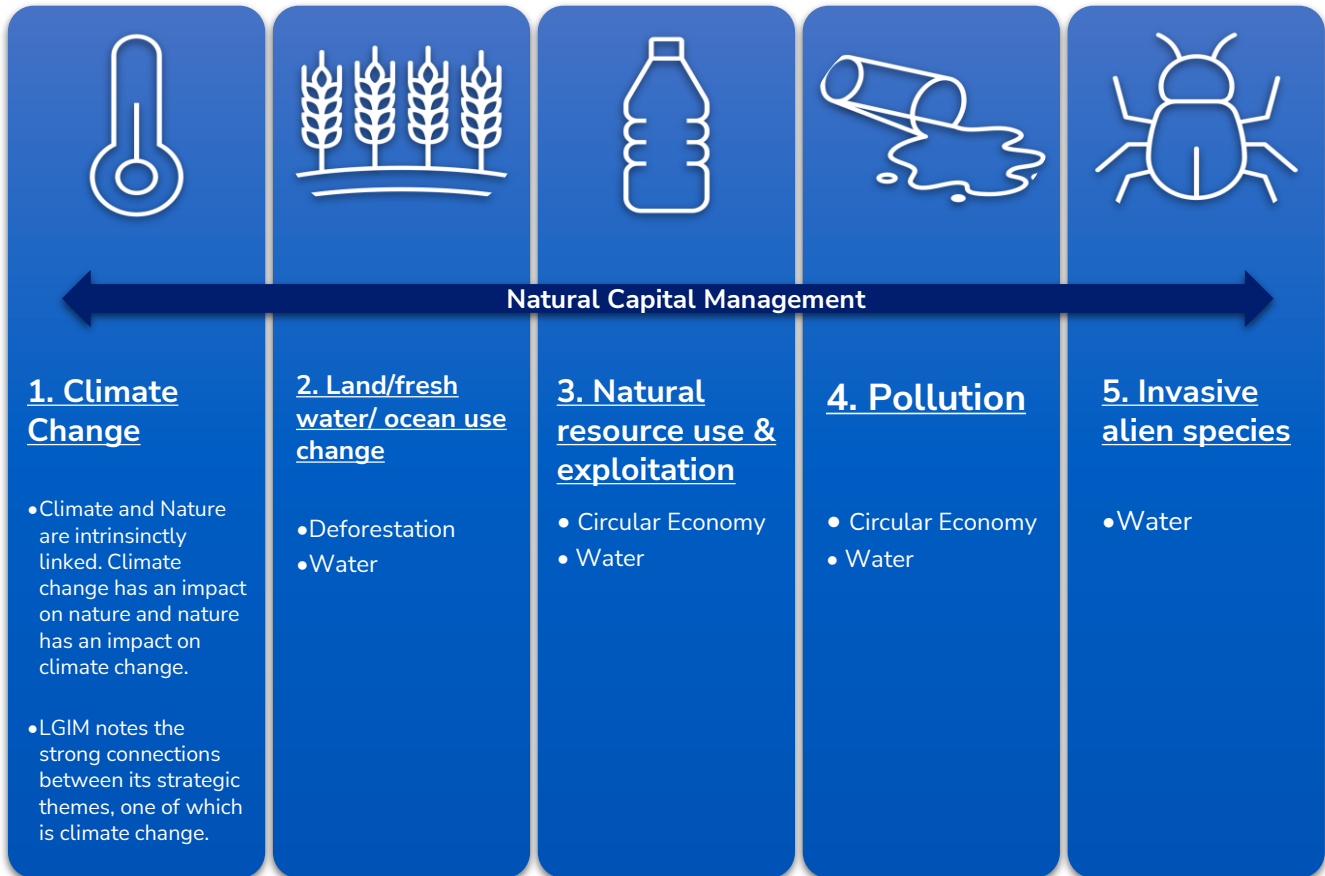 Natural Capital Management
1. Climate
Change
•Climate and Nature
are intrinsinctly
linked. Climate
change has an impact
on nature and nature
has an impact on
climate change.
•LGIM notes the
strong connections
between its strategic
themes, one of which
is climate change.
2. Land/fresh
water/ ocean use
change
•Deforestation
•Water
3. Natural
resource use &
exploitation
• Circular Economy
• Water
4. Pollution
• Circular Economy
• Water
5. Invasive
alien species
•Water